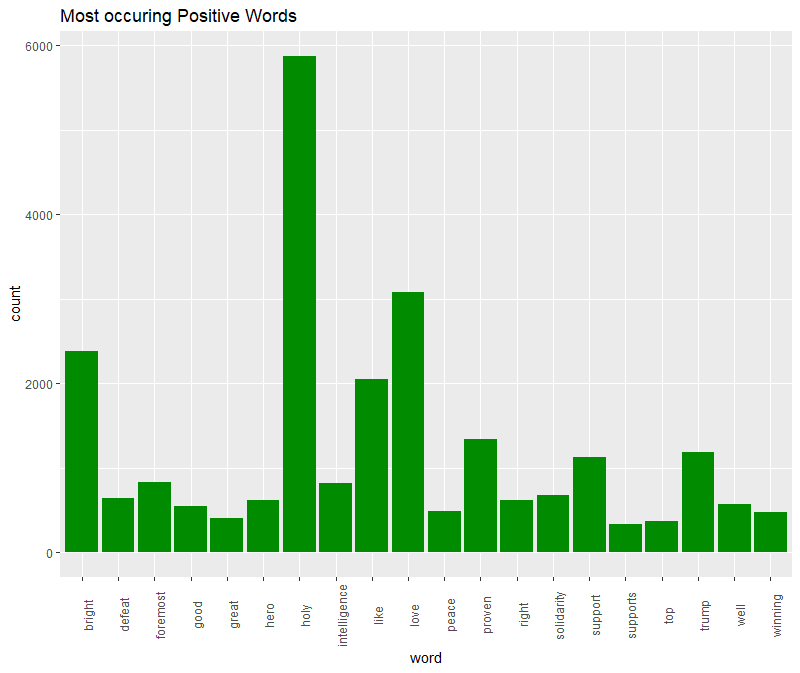 Most occuring Positive Words
6000
4000
2000
0
count
bright
defeat
foremost
good
great
hero
holy
intelligence
like
love
peace
proven
right
solidarity
support
supports
top
trump
well
winning
word